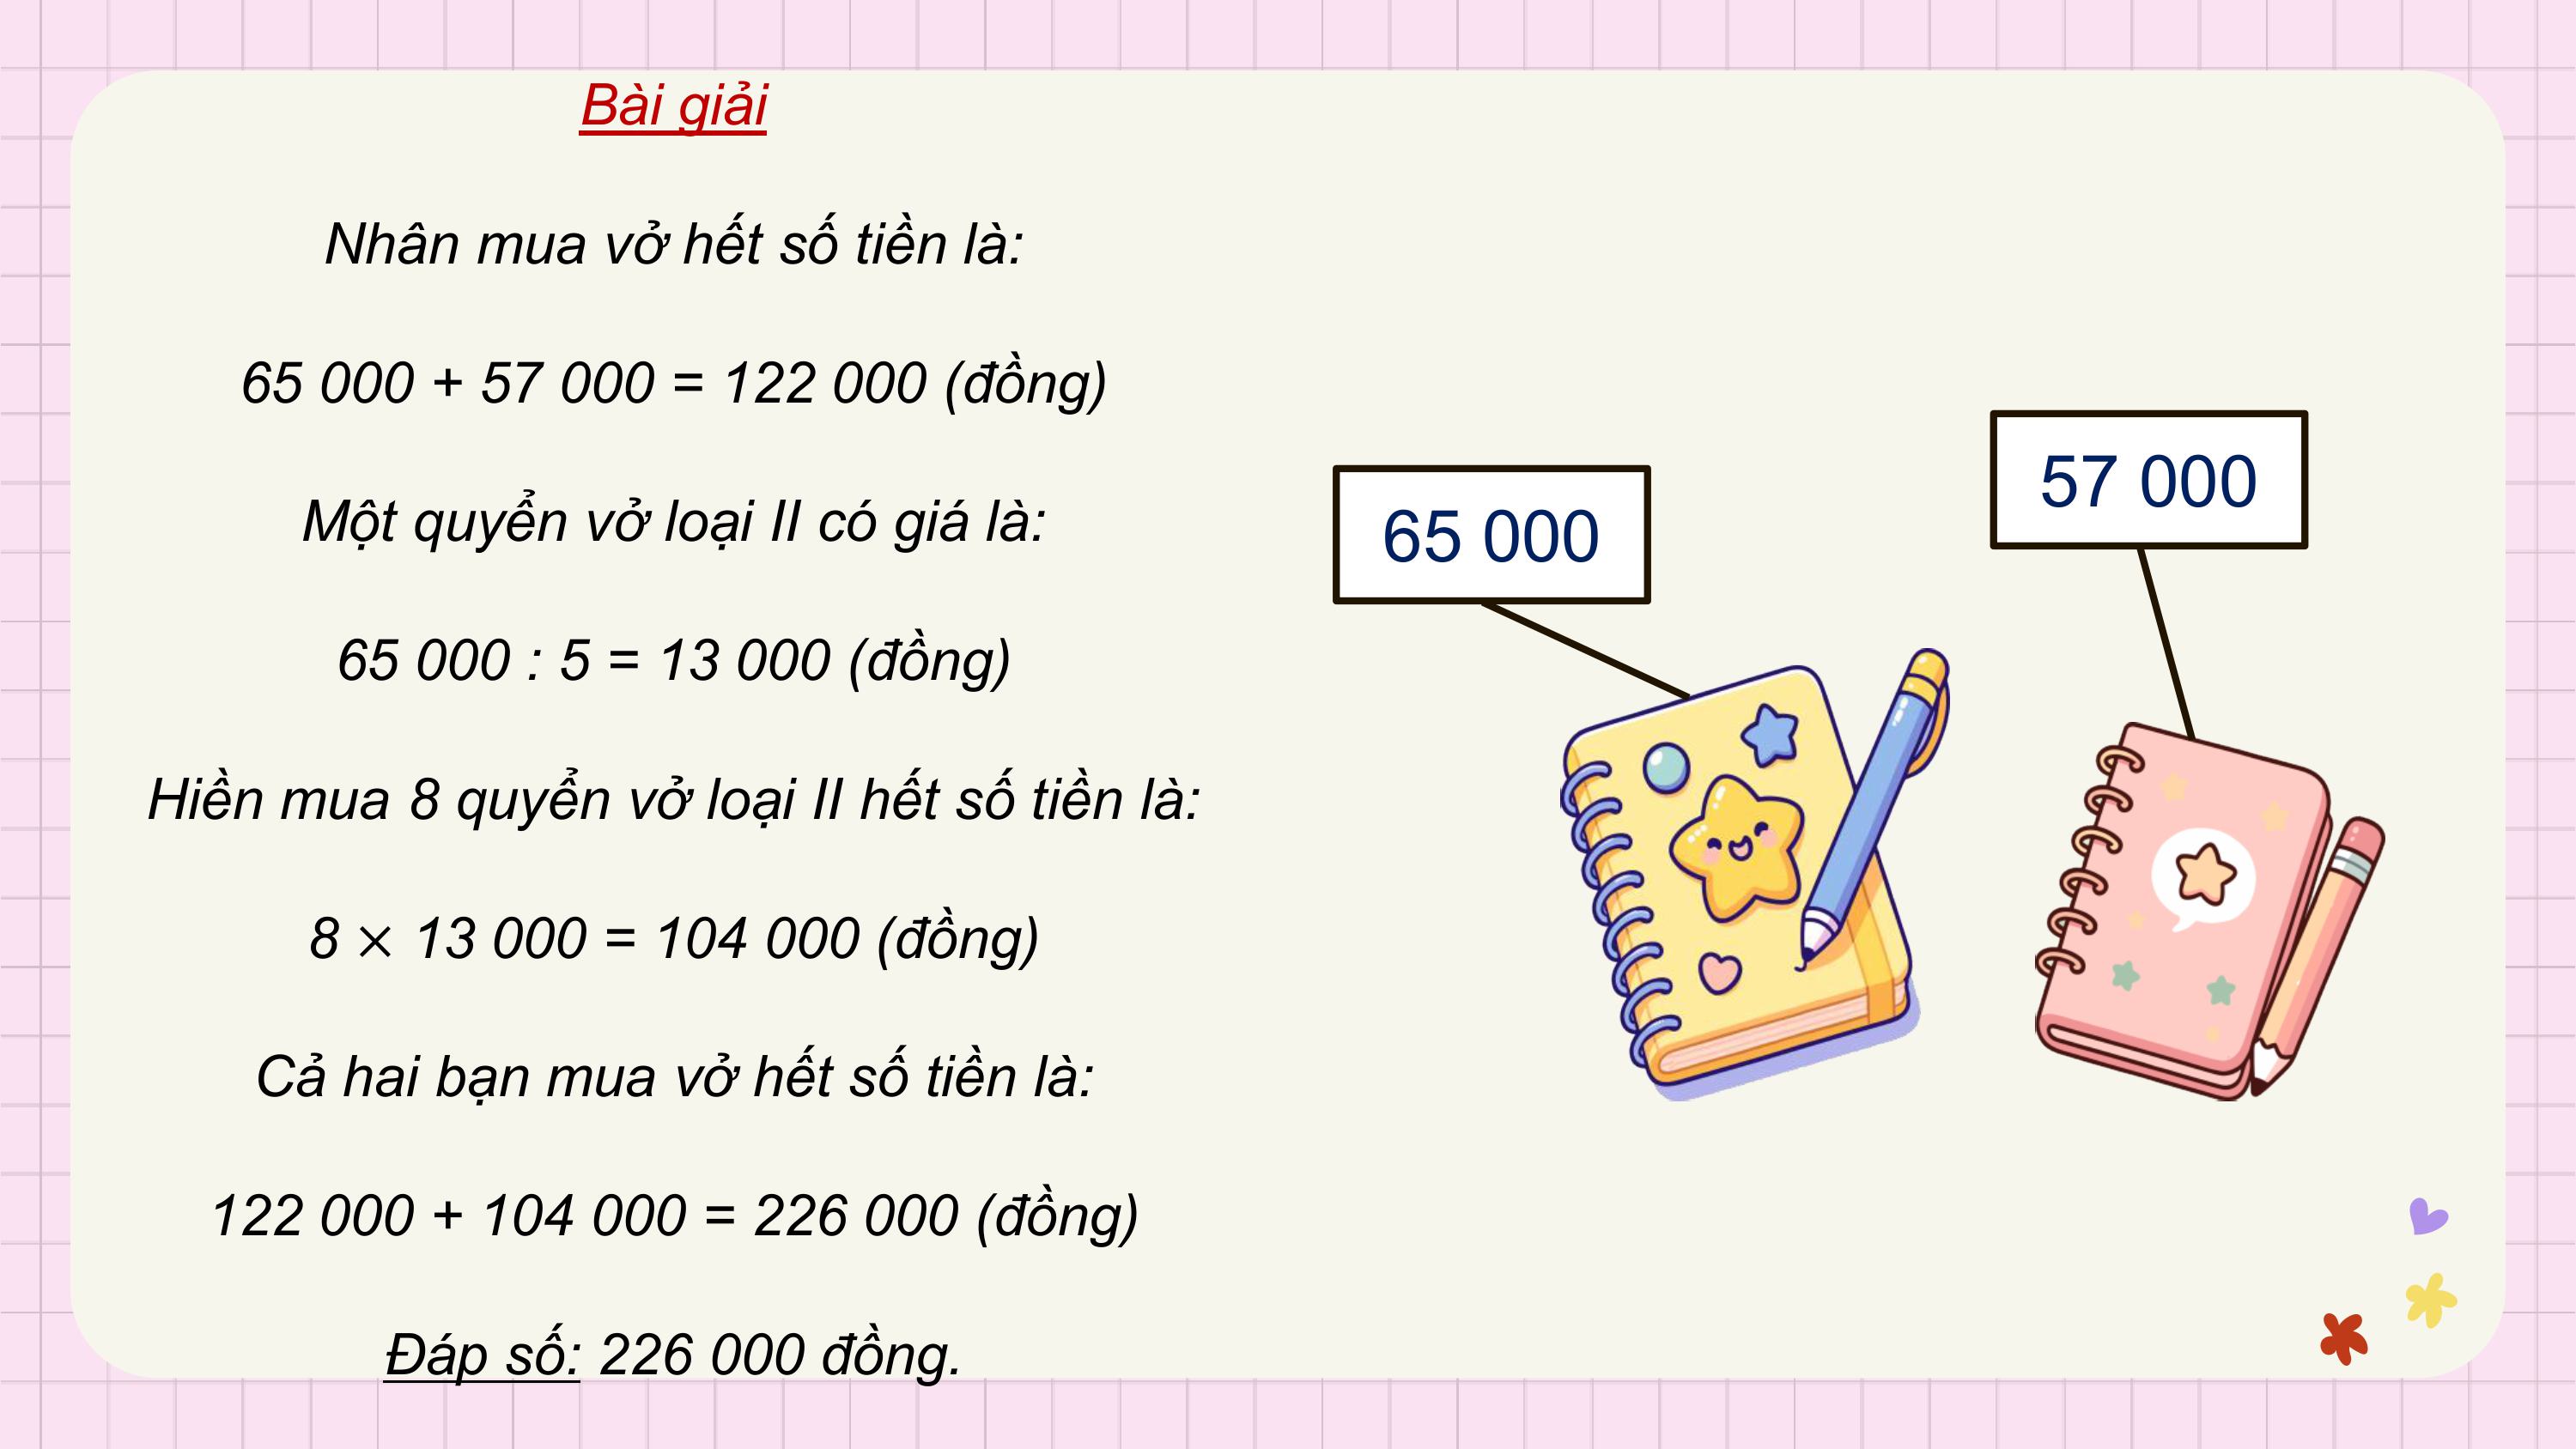 Bài giải
Nhân mua vở hết số tiền là:
65 000 + 57 000 = 122 000 (đồng)
Một quyển vở loại II có giá là:
65 000 : 5 = 13 000 (đồng)
Hiền mua 8 quyển vở loại II hết số tiền là:
8 × 13 000 = 104 000 (đồng)
Cả hai bạn mua vở hết số tiền là:
122 000 + 104 000 = 226 000 (đồng)
Đáp số: 226 000 đồng.
65 000
57 000